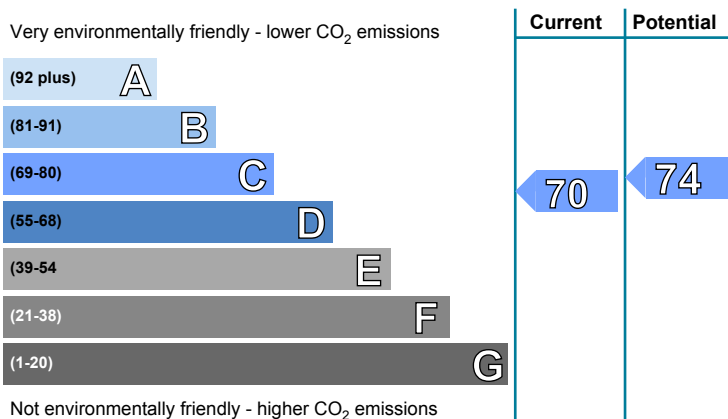 Current Potential
Very environmentally friendly - lower CO2 emissions
(92 plus) A
(81-91) B
(69-80) C
70 74
(55-68) D
(39-54 E
(21-38) F
(1-20) G
Not environmentally friendly - higher CO2 emissions